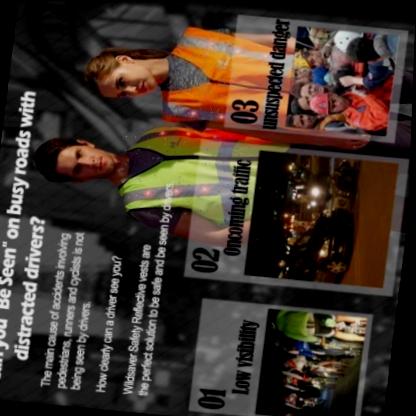 you "Be Seen" on busy roads with
distracted drivers?
The main cause of accidents involving
pedestrians, runners and cyclists is not
being seen by drivers.
How clearly can a driver see you?
Wildsaver Safety Reflective vests are
the perfect solution to be safe and be seen by drivers
01
Low visibility
02
Oncoming traffic
03
unsuspected danger